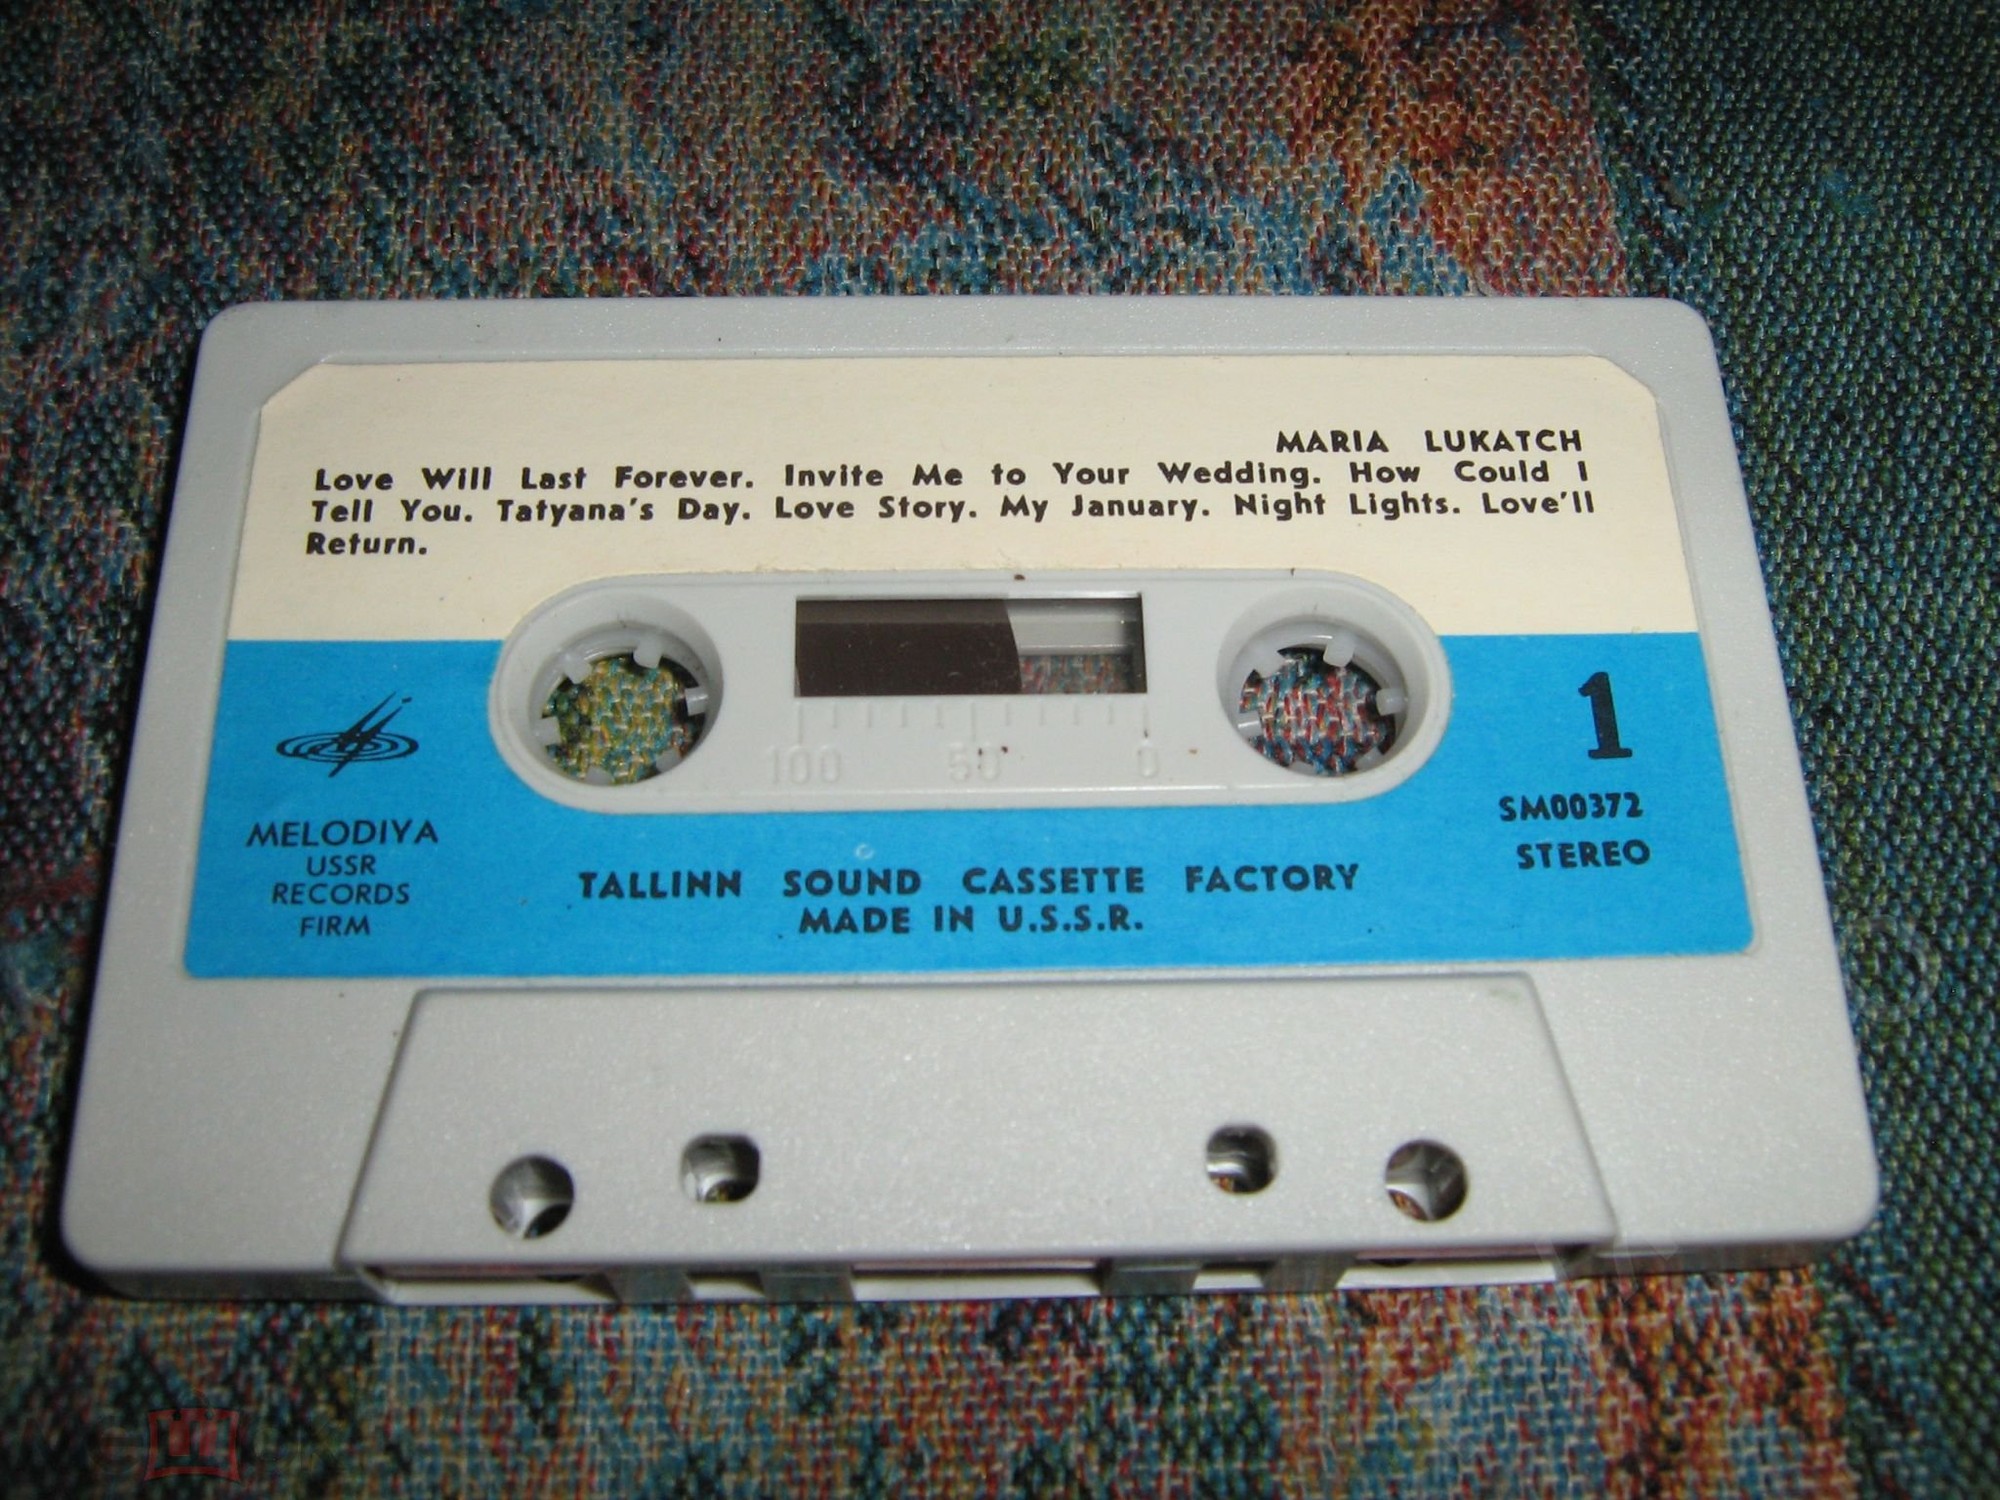 MARIA LUKATCH
Love Will Last Forever. Invite Me to Your Wedding. How Could I
Tell You. Tatyana's Day. Love Story. My January. Night Lights. Love'll
Return.
100 50 0
1
SM00372
STEREO
MELODIYA
USSR
RECORDS
FIRM
TALLINN SOUND CASSETTE FACTORY
MADE IN U.S.S.R.